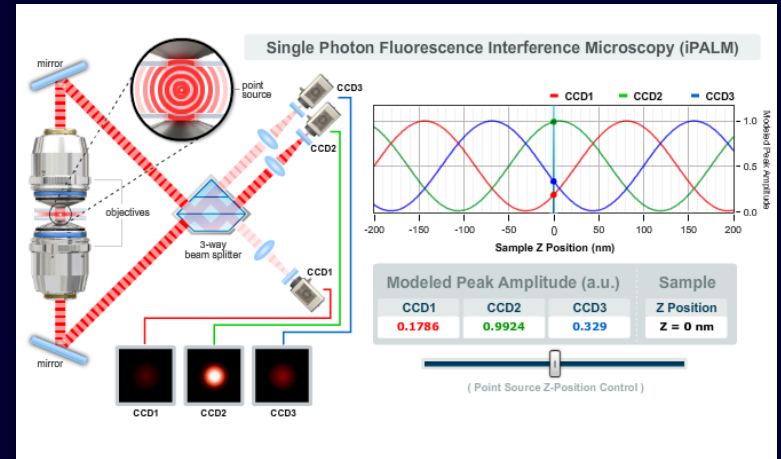 Single Photon Fluorescence Interference Microscopy (iPALM)
mirror
point
source
CCD3
CCD2
objectives
3-way
beam splitter
CCD1
mirror
CCD1
CCD2
CCD3
CCD1
CCD2
CCD3
1.0
0.5
0.0
Modeled Peak Amplitude
-200
-150
-100
-50
0
50
100
150
200
Sample Z Position (nm)
Modeled Peak Amplitude (a.u.)
Sample
CCD1
CCD2
CCD3
Z Position
0.1786
0.9924
0.329
Z = 0 nm
( Point Source Z-Position Control )